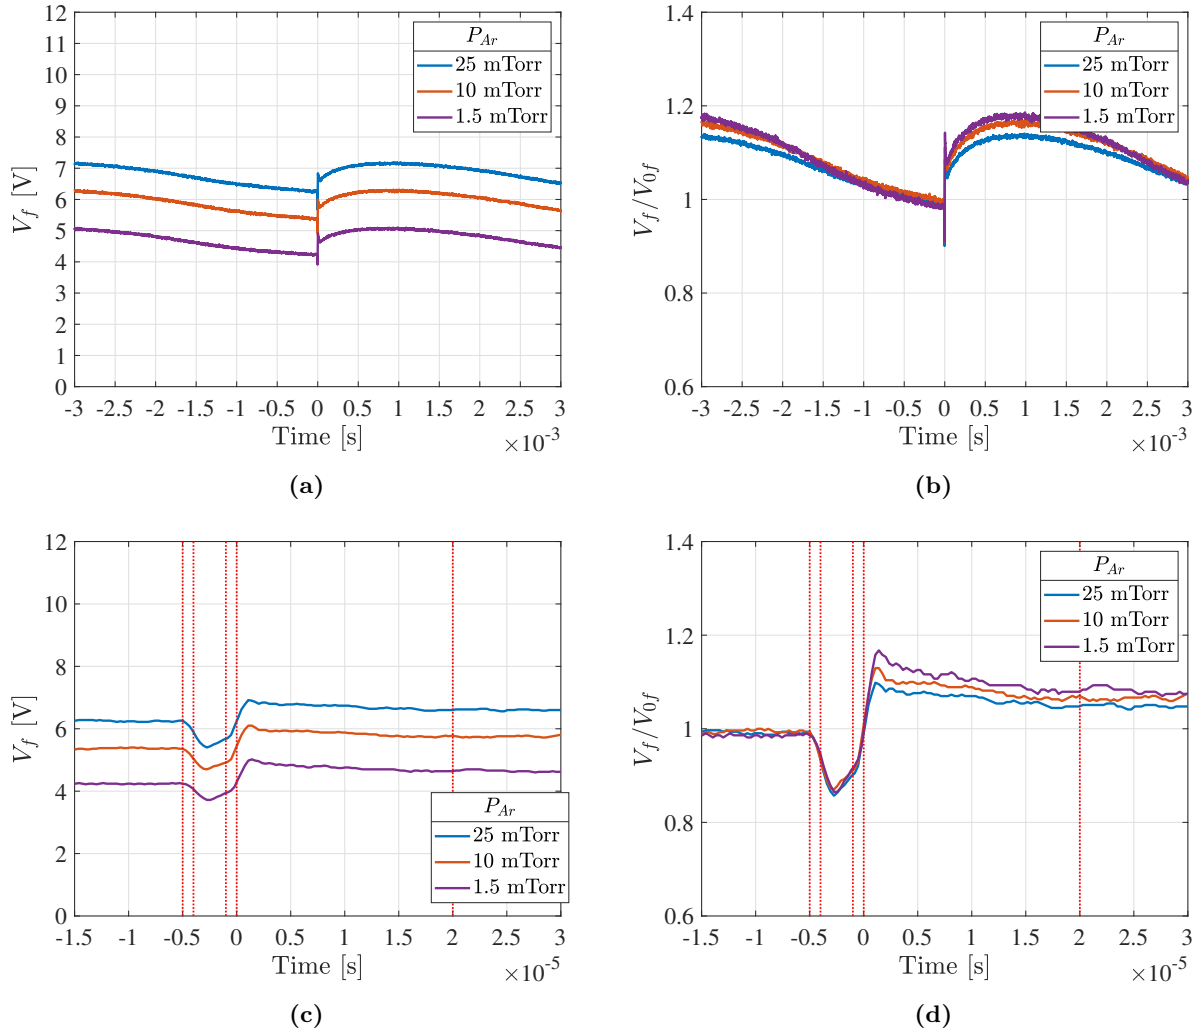 12
11
10
9
8
7
6
5
4
3
2
1
0
V_f [V]
P_Ar
25 mTorr
10 mTorr
1.5 mTorr
-3 -2.5 -2 -1.5 -1 -0.5 0 0.5 1 1.5 2 2.5 3
Time [s]
×10^-3
(a)
1.4
1.2
1
0.8
0.6
V_f/V_0f
P_Ar
25 mTorr
10 mTorr
1.5 mTorr
-3 -2.5 -2 -1.5 -1 -0.5 0 0.5 1 1.5 2 2.5 3
Time [s]
×10^-3
(b)
12
10
8
6
4
2
0
V_f [V]
P_Ar
25 mTorr
10 mTorr
1.5 mTorr
-1.5 -1 -0.5 0 0.5 1 1.5 2 2.5 3
Time [s]
×10^-5
(c)
1.4
1.2
1
0.8
0.6
V_f/V_0f
P_Ar
25 mTorr
10 mTorr
1.5 mTorr
-1.5 -1 -0.5 0 0.5 1 1.5 2 2.5 3
Time [s]
×10^-5
(d)